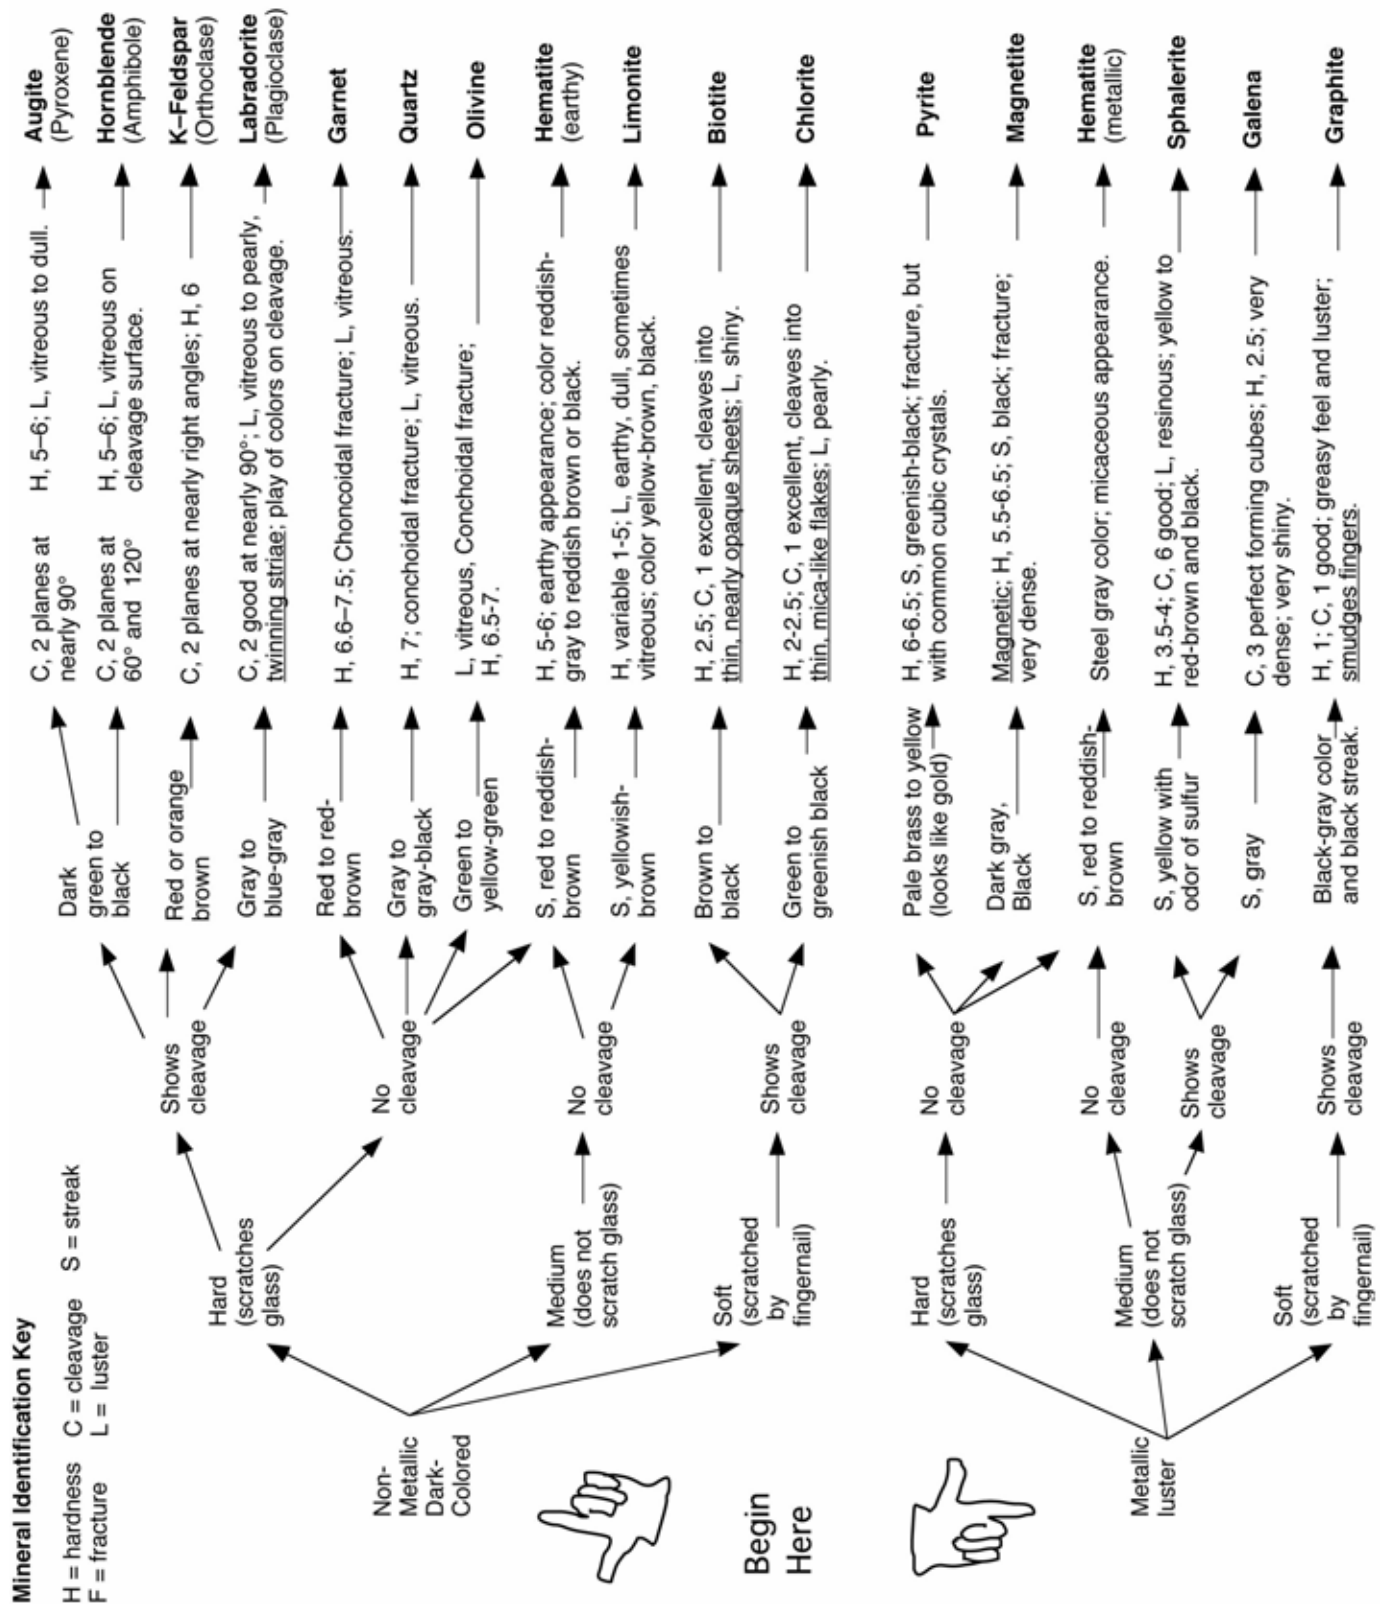 Mineral Identification Key
H = hardness C = cleavage S = streak
F = fracture L = luster
Begin
Here
Non-
Metallic
Dark-
Colored
Hard
(scratches
glass)
Shows
cleavage
Dark
green to
black
C, 2 planes at
nearly 90°
H, 5–6; L, vitreous to dull.
Augite
(Pyroxene)
C, 2 planes at
60° and 120°
H, 5–6; L, vitreous on
cleavage surface.
Hornblende
(Amphibole)
Red or orange
brown
C, 2 planes at nearly right angles; H, 6
K–Feldspar
(Orthoclase)
Gray to
blue-gray
C, 2 good at nearly 90°; L, vitreous to pearly,
twinning striae; play of colors on cleavage.
Labradorite
(Plagioclase)
No
cleavage
Red to red-
brown
H, 6.6–7.5; Choncoidal fracture; L, vitreous.
Garnet
Gray to
gray-black
H, 7; conchoidal fracture; L, vitreous.
Quartz
Green to
yellow-green
L, vitreous, Conchoidal fracture;
H, 6.5-7.
Olivine
Medium
(does not
scratch glass)
No
cleavage
S, red to reddish-
brown
H, 5-6; earthy appearance; color reddish-
gray to reddish brown or black.
Hematite
(earthy)
S, yellowish-
brown
H, variable 1-5; L, earthy, dull, sometimes
vitreous; color yellow-brown, black.
Limonite
Soft
(scratched
by
fingernail)
Shows
cleavage
Brown to
black
H, 2.5; C, 1 excellent, cleaves into
thin, nearly opaque sheets; L, shiny.
Biotite
Green to
greenish black
H, 2-2.5; C, 1 excellent, cleaves into
thin, mica-like flakes; L, pearly.
Chlorite
Metallic
luster
Hard
(scratches
glass)
No
cleavage
Pale brass to yellow
(looks like gold)
H, 6-6.5; S, greenish-black; fracture, but
with common cubic crystals.
Pyrite
Dark gray,
Black
Magnetic; H, 5.5-6.5; S, black; fracture;
very dense.
Magnetite
Medium
(does not
scratch glass)
No
cleavage
S, red to reddish-
brown
Steel gray color; micaceous appearance.
Hematite
(metallic)
Shows
cleavage
S, yellow with
odor of sulfur
H, 3.5-4; C, 6 good; L, resinous; yellow to
red-brown and black.
Sphalerite
S, gray
C, 3 perfect forming cubes; H, 2.5; very
dense; very shiny.
Galena
Soft
(scratched
by
fingernail)
Shows
cleavage
Black-gray color
and black streak.
H, 1; C, 1 good; greasy feel and luster;
smudges fingers.
Graphite